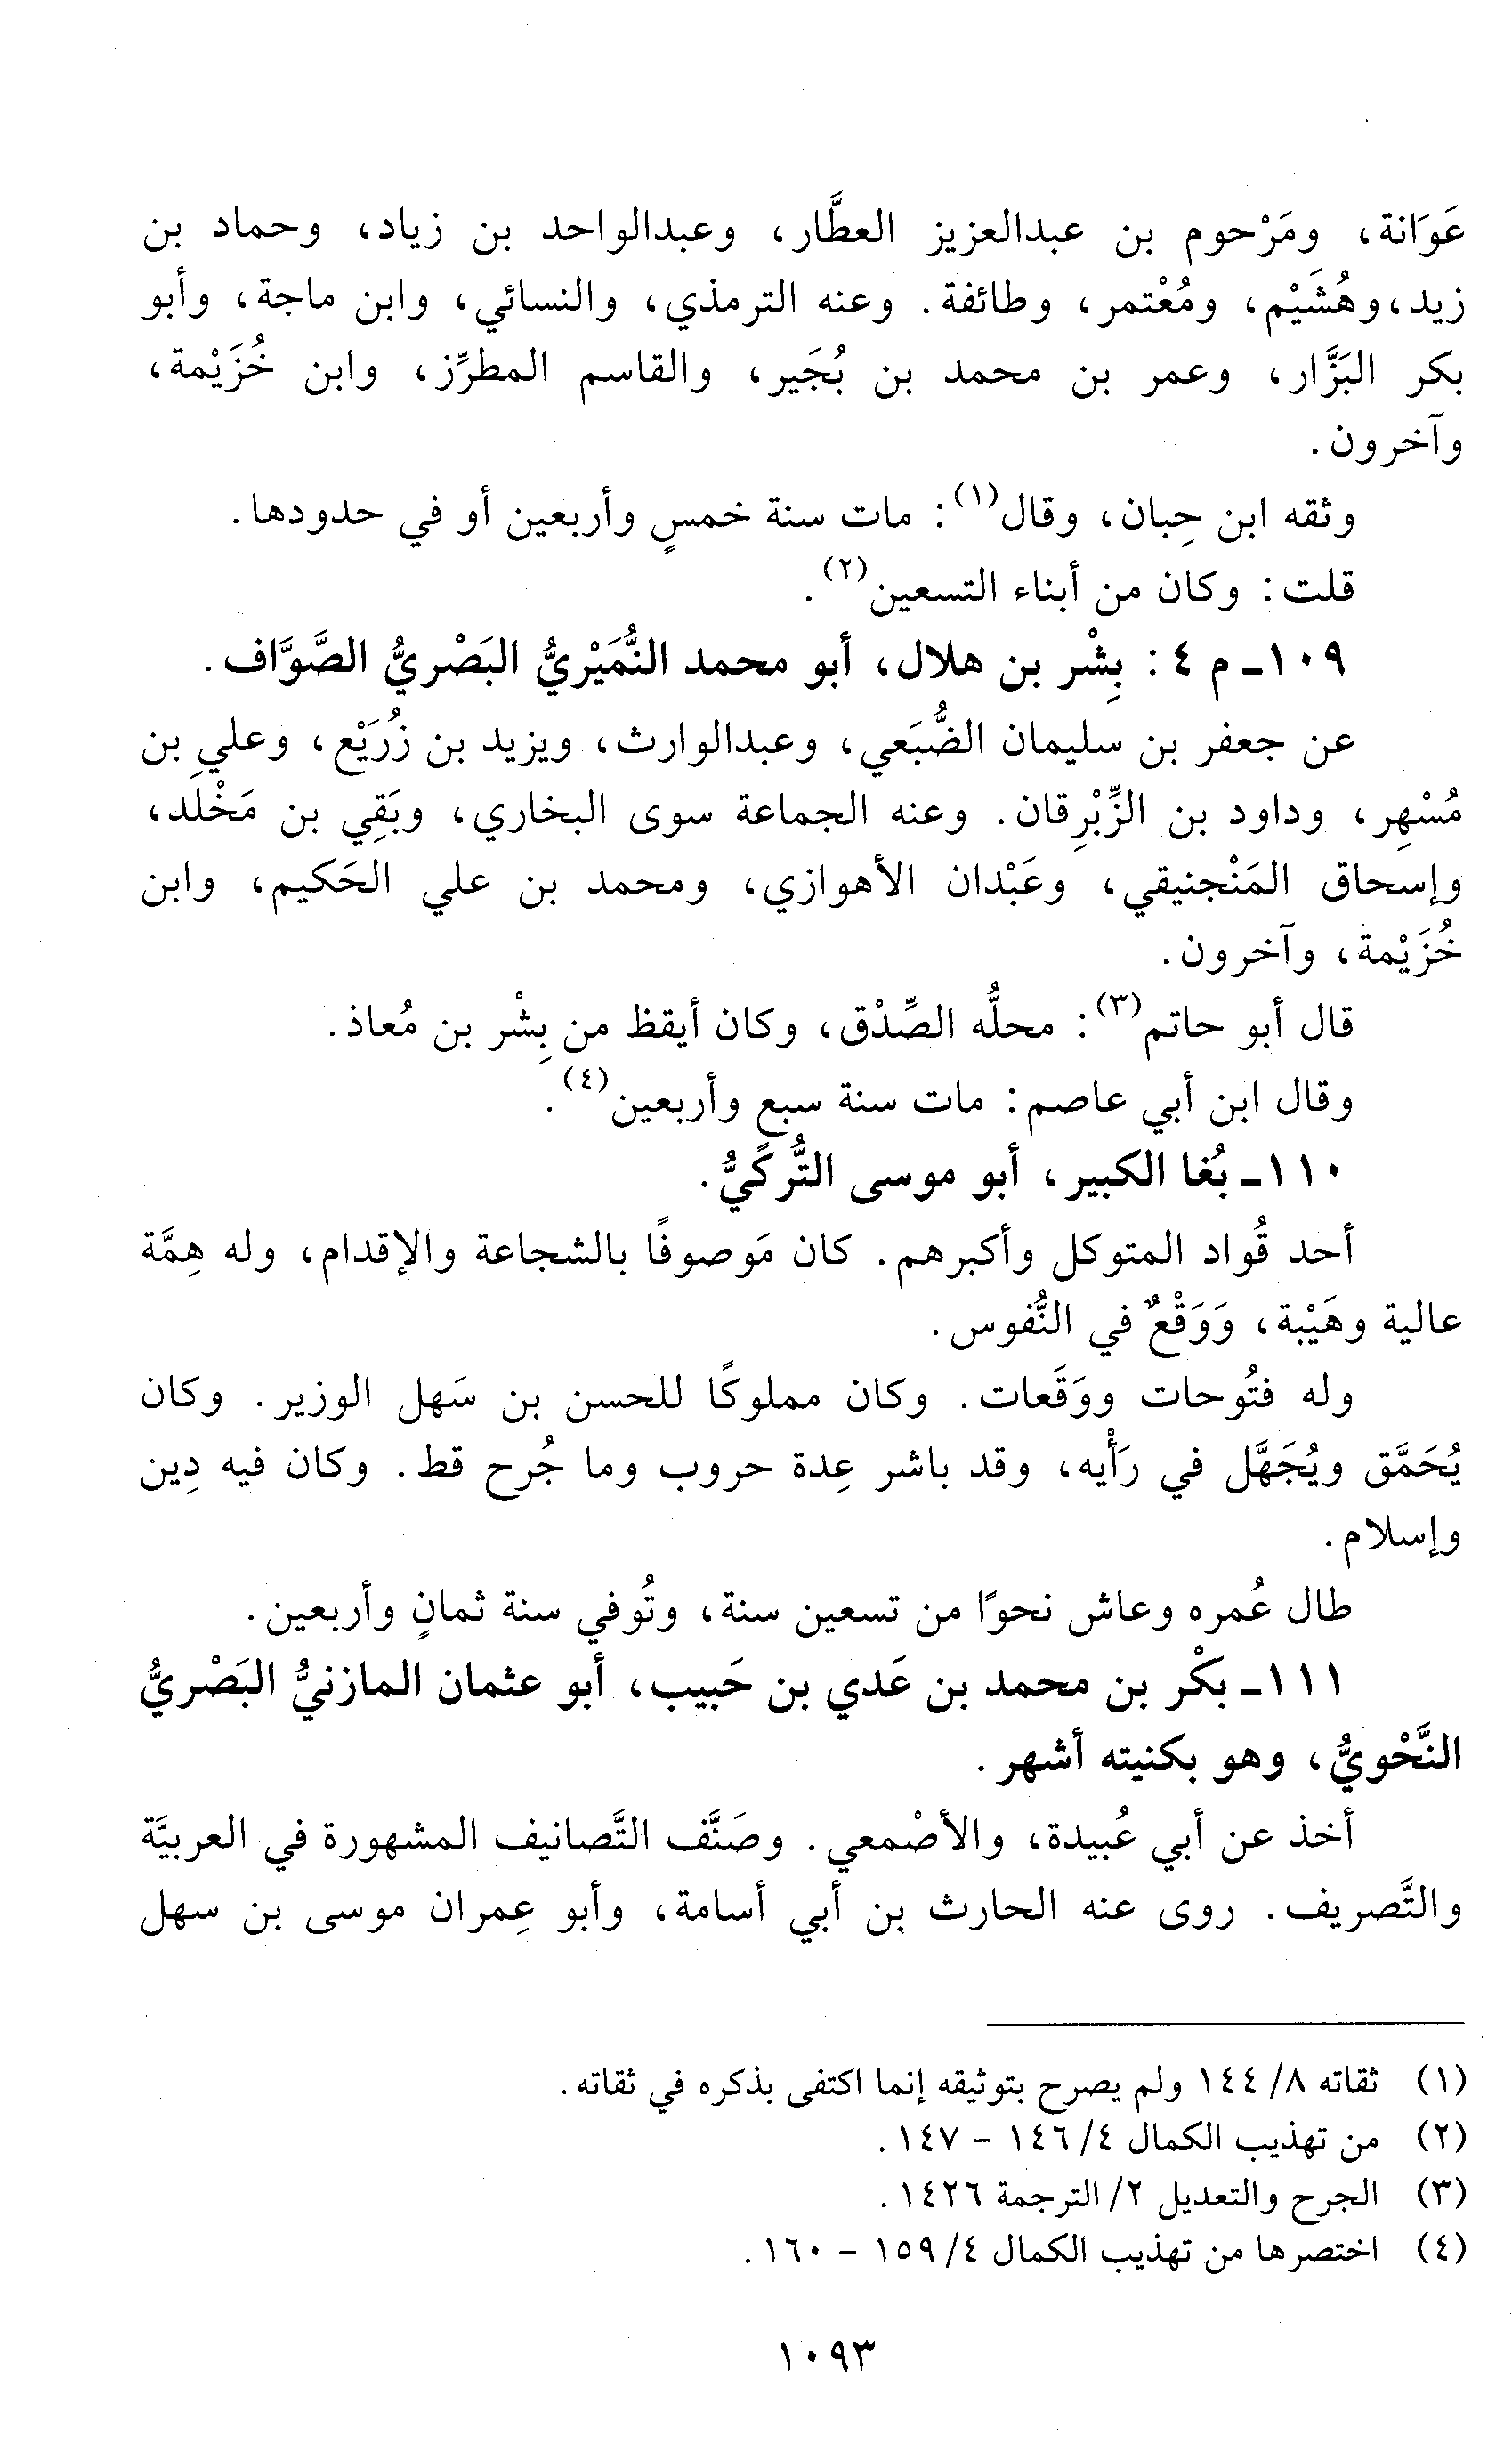 عَوَانة، ومَرْحوم بن عبدالعزيز العطَّار، وعبدالواحد بن زياد، وحماد بن
زيد،وهُشَيْم، ومُعْتمر، وطائفة. وعنه الترمذي، والنسائي، وابن ماجة، وأبو
بكر البَزَّار، وعمر بن محمد بن بُجَير، والقاسم المطرِّز، وابن خُزَيْمة،
وآخرون.
وثقه ابن حِبان، وقال(١): مات سنة خمسٍ وأربعين أو في حدودها.
قلت: وكان من أبناء التسعين(٢).
١٠٩ـ م ٤: بِشْر بن هلال، أبو محمد النُّمَيْريُّ البَصْريُّ الصَّوَّاف.
عن جعفر بن سليمان الضُّبَعي، وعبدالوارث، ويزيد بن زُرَيْع، وعليِ بن
مُسْهِر، وداود بن الزِّبْرِقان. وعنه الجماعة سوى البخاري، وبَقِي بن مَخْلَد،
وإسحاق المَنْجنيقي، وعَبْدان الأهوازي، ومحمد بن علي الحَكيم، وابن
خُزَيْمة، وآخرون.
قال أبو حاتم(٣): محلُّه الصِّدْق، وكان أيقظ من بِشْر بن مُعاذ.
وقال ابن أبي عاصم: مات سنة سبع وأربعين(٤).
١١٠ـ بُغا الكبير، أبو موسى التُّركيُّ.
أحد قُواد المتوكل وأكبرهم. كان مَوصوفًا بالشجاعة والإقدام، وله هِمَّة
عالية وهَيْبة، وَوَقْعٌ في النُّفوس.
وله فتُوحات ووَقَعات. وكان مملوكًا للحسن بن سَهل الوزير. وكان
يُحَمَّق ويُجَهَّل في رَأْيه، وقد باشر عِدة حروب وما جُرح قط. وكان فيه دِين
وإسلام.
طال عُمره وعاش نحوًا من تسعين سنة، وتُوفي سنة ثمانٍ وأربعين.
١١١ـ بكْر بن محمد بن عَدي بن حَبيب، أبو عثمان المازنيُّ البَصْريُّ
النَّحْويُّ، وهو بكنيته أشهر.
أخذ عن أبي عُبيدة، والأصْمعي. وصَنَّف التَّصانيف المشهورة في العربيَّة
والتَّصريف. روى عنه الحارث بن أبي أسامة، وأبو عِمران موسى بن سهل
(١) ثقاته ٨/ ١٤٤ ولم يصرح بتوثيقه إنما اكتفى بذكره في ثقاته.
(٢) من تهذيب الكمال ٤/ ١٤٦ - ١٤٧.
(٣) الجرح والتعديل ٢/ الترجمة ١٤٢٦.
(٤) اختصرها من تهذيب الكمال ٤/ ١٥٩ - ١٦٠.
١٠٩٣